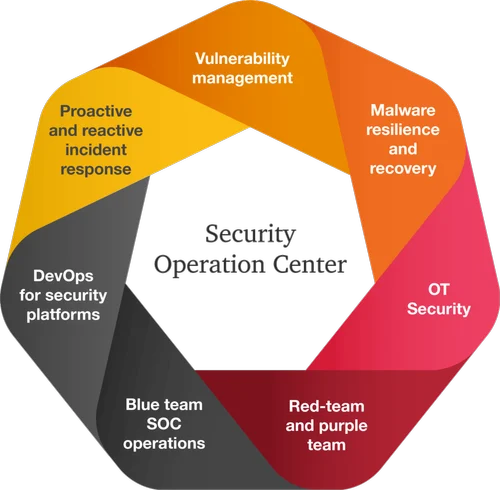 Vulnerability
management
Malware
resilience
and
recovery
OT
Security
Red-team
and purple
team
Blue team
SOC
operations
DevOps
for security
platforms
Proactive
and reactive
incident
response
Security
Operation Center